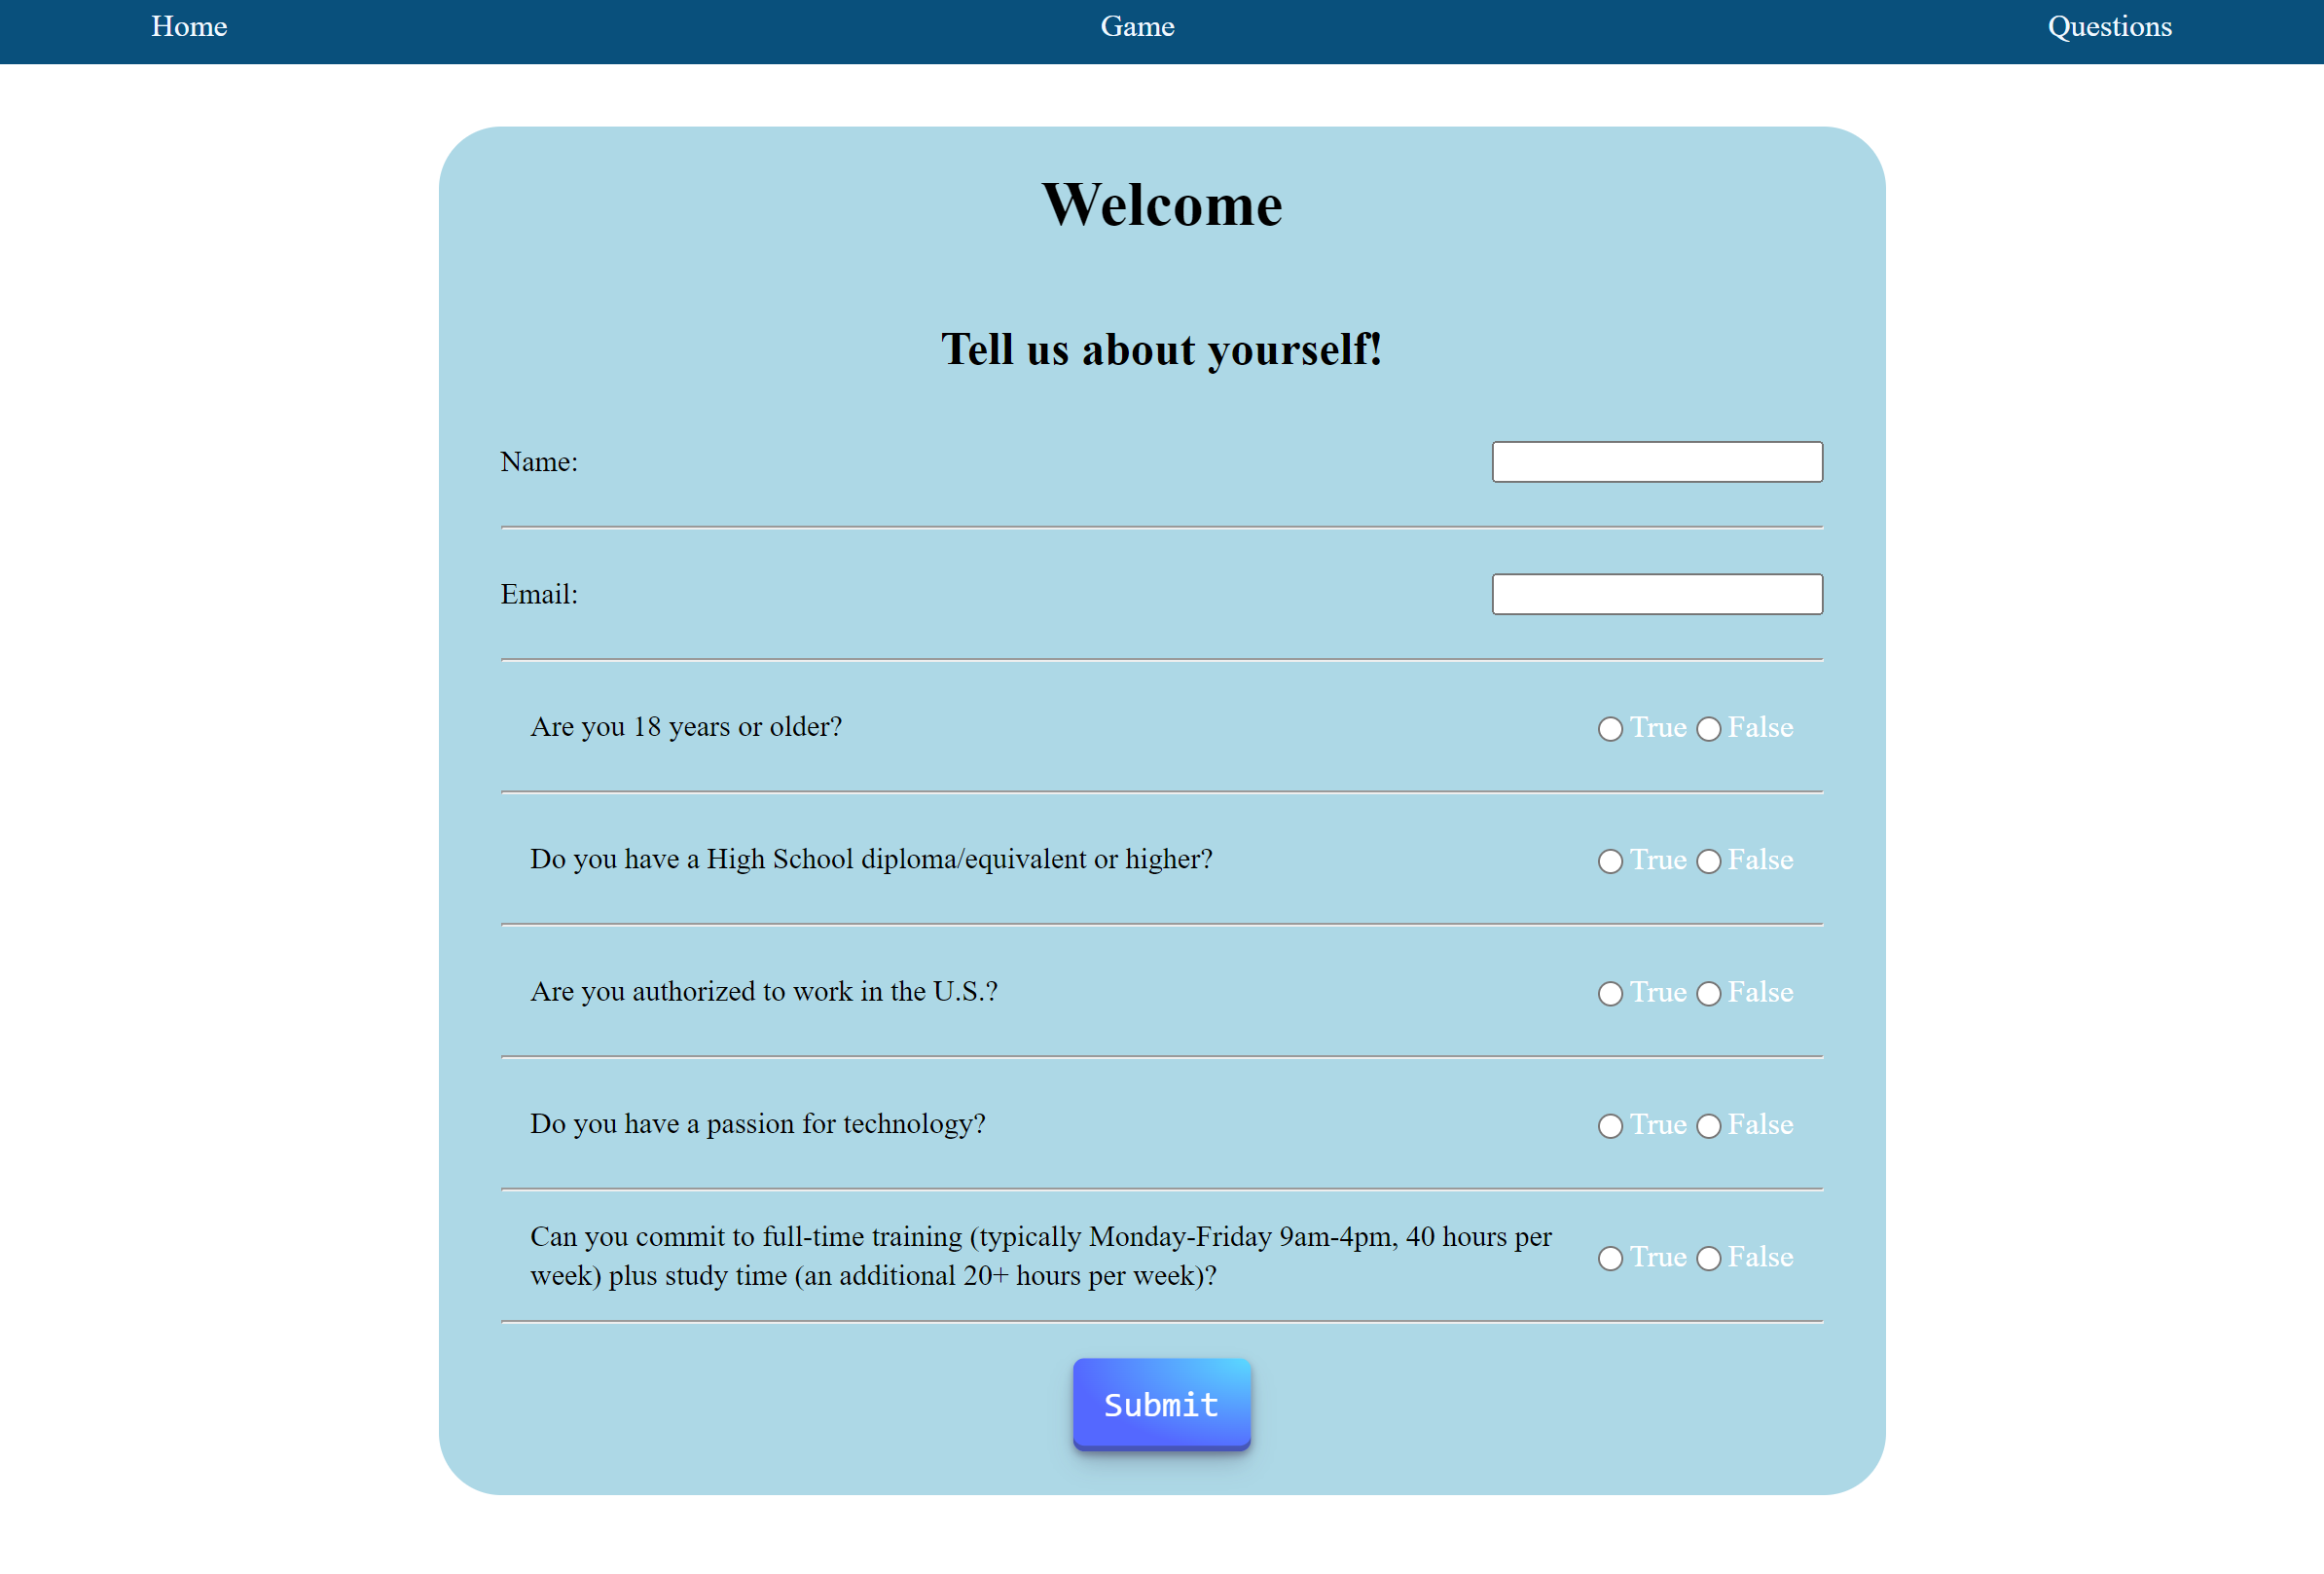 Home Game Questions
Welcome
Tell us about yourself!
Name:
Email:
Are you 18 years or older? True False
Do you have a High School diploma/equivalent or higher? True False
Are you authorized to work in the U.S.? True False
Do you have a passion for technology? True False
Can you commit to full-time training (typically Monday-Friday 9am-4pm, 40 hours per
week) plus study time (an additional 20+ hours per week)? True False
Submit